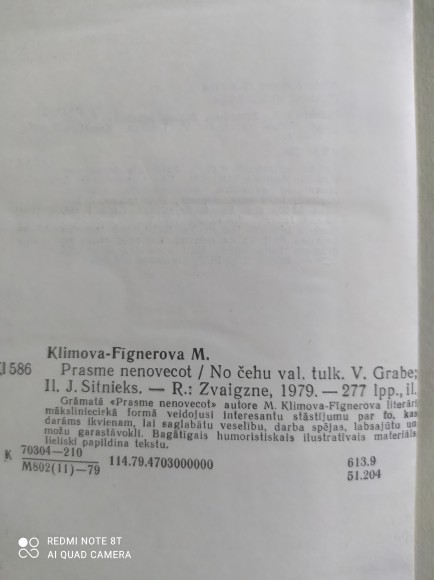 Klimova-Fīgnerova M.
Kl 586 Prasme nenovecot / No čehu val. tulk. V. Grabe;
Il. J. Sitnieks. — R.: Zvaigzne, 1979. — 277 lpp., il.
Grāmatā «Prasme nenovecot» autore M. Klimova-Fīgnerova literāri
mākslinieciskā formā veidojusi interesantu stāstījumu par to, kas
darāms ikvienam, lai saglabātu veselību, darba spējas, labsajūtu un
možu garastāvokli. Bagātīgais humoristiskais ilustratīvais materiāls
lieliski papildina tekstu.
K 70304—210
M802(11)—79
114.79.4703000000
613.9
51.204
REDMI NOTE 8T
AI QUAD CAMERA